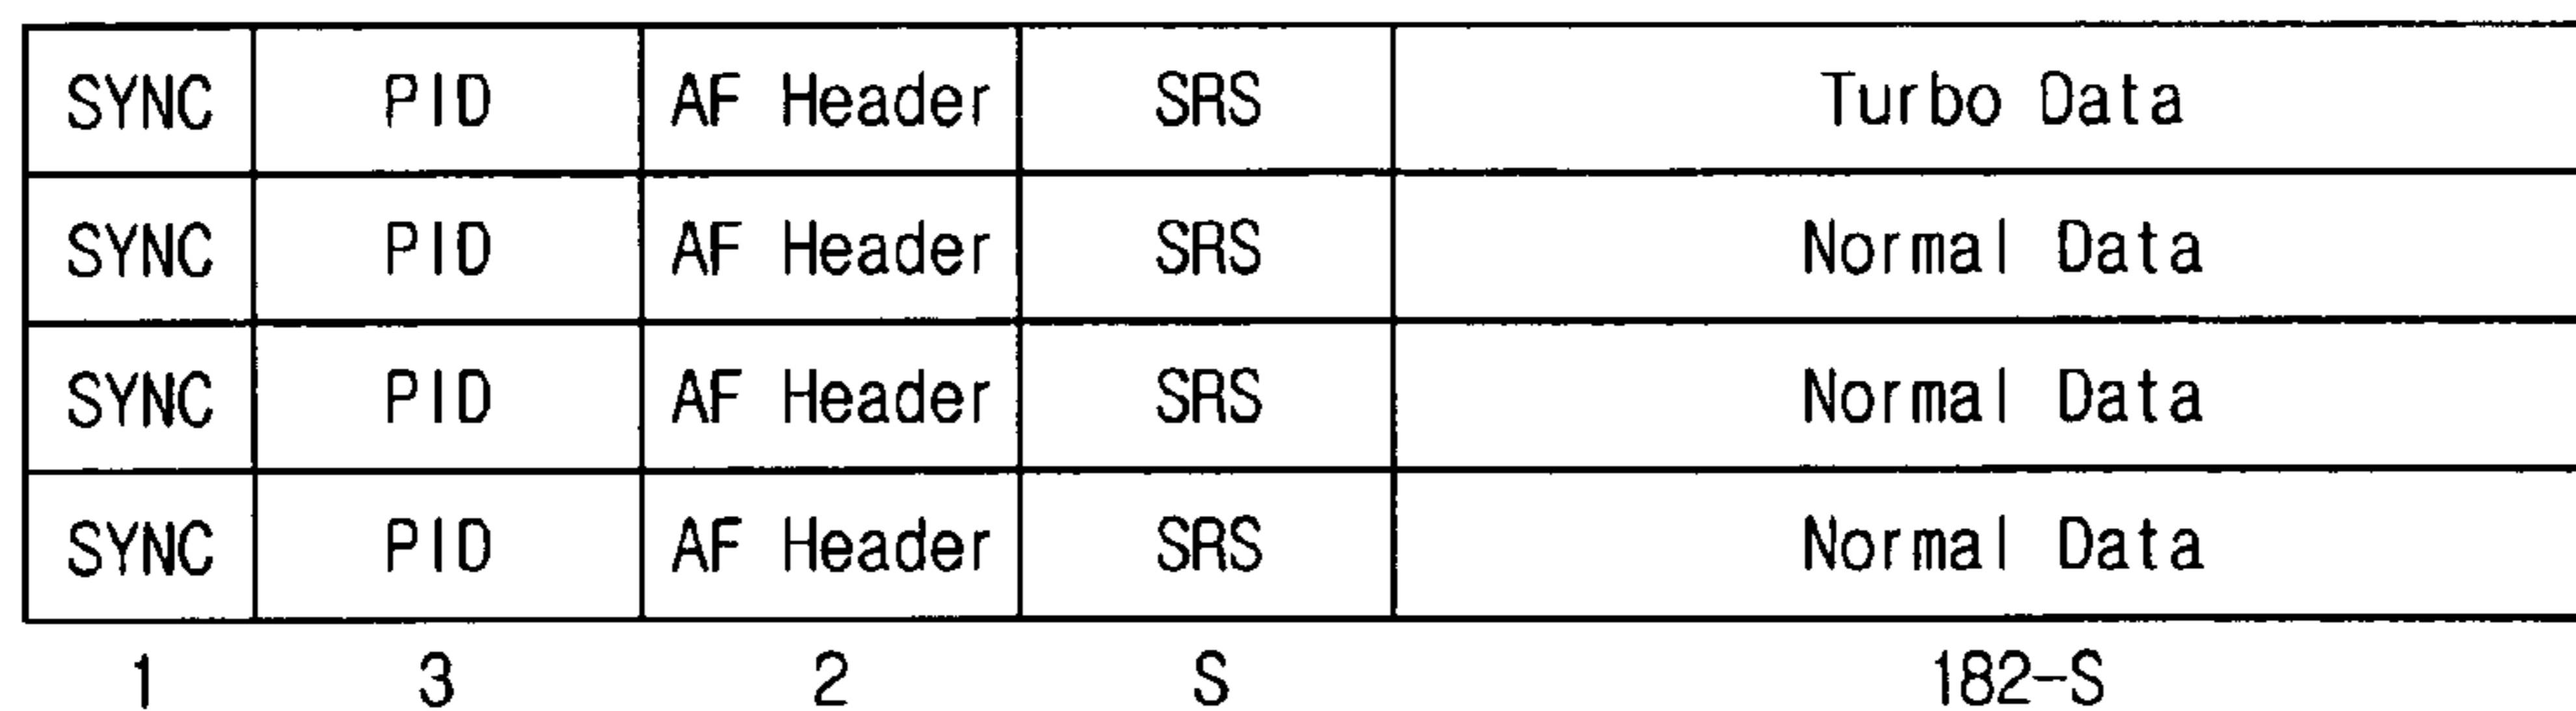 SYNC PID AF Header SRS Turbo Data
SYNC PID AF Header SRS Normal Data
SYNC PID AF Header SRS Normal Data
SYNC PID AF Header SRS Normal Data
1 3 2 S 182-S